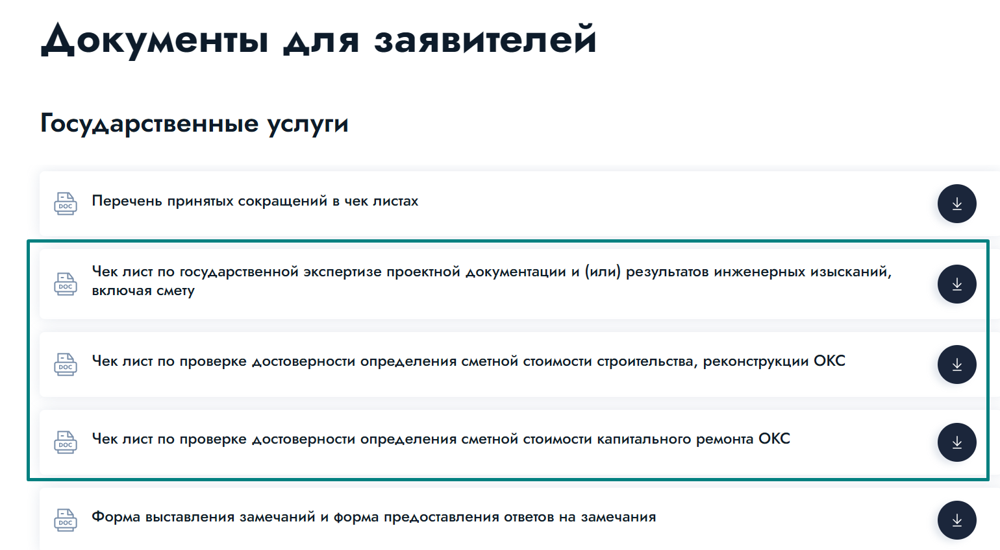 Документы для заявителей
Государственные услуги
DOC
Перечень принятых сокращений в чек листах
DOC
Чек лист по государственной экспертизе проектной документации и (или) результатов инженерных изысканий,
включая смету
DOC
Чек лист по проверке достоверности определения сметной стоимости строительства, реконструкции ОКС
DOC
Чек лист по проверке достоверности определения сметной стоимости капитального ремонта ОКС
DOC
Форма выставления замечаний и форма предоставления ответов на замечания